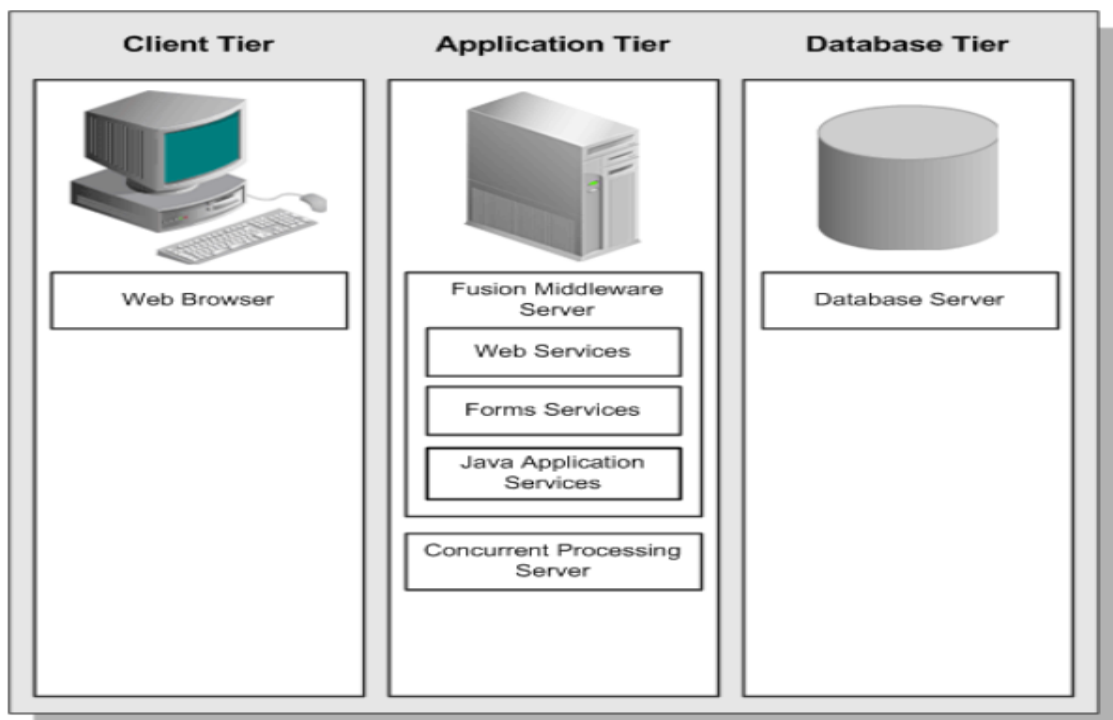 Client Tier
Application Tier
Database Tier
Web Browser
Fusion Middleware
Server
Web Services
Forms Services
Java Application
Services
Concurrent Processing
Server
Database Server